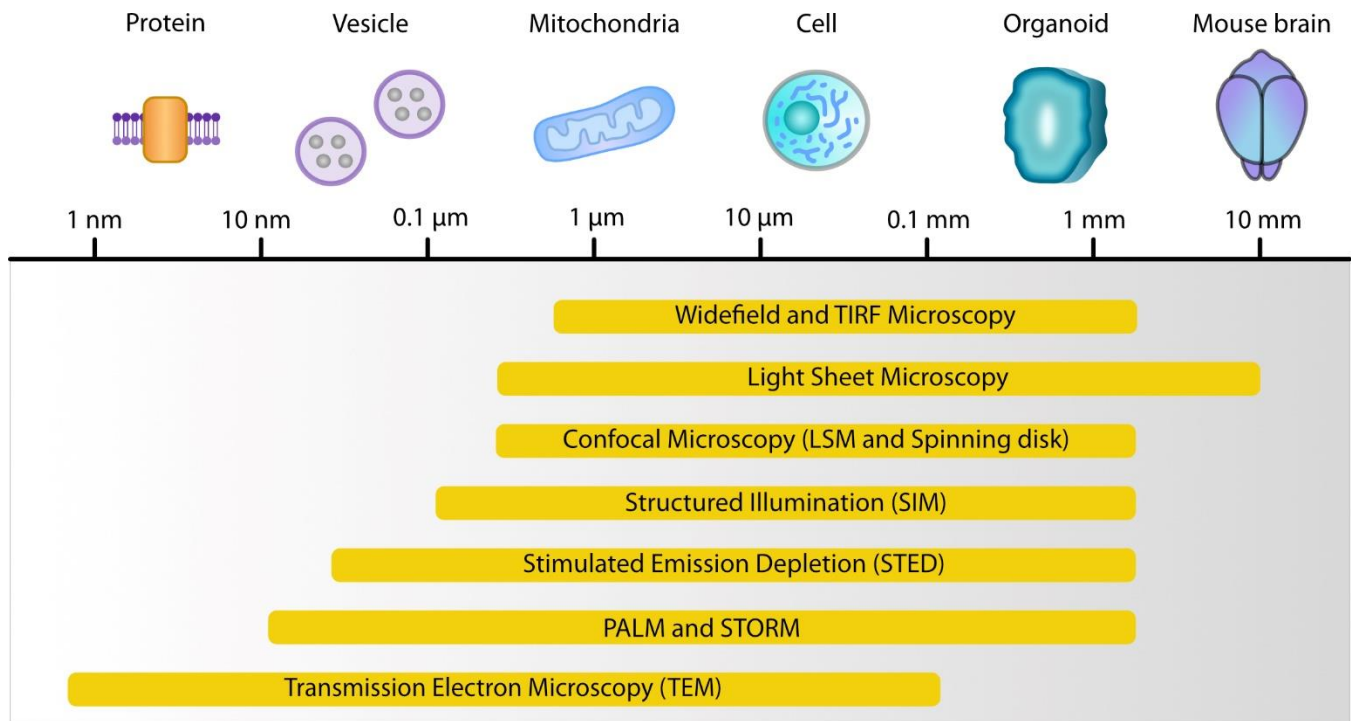 Protein Vesicle Mitochondria Cell Organoid Mouse brain
1 nm 10 nm 0.1 µm 1 µm 10 µm 0.1 mm 1 mm 10 mm
Widefield and TIRF Microscopy
Light Sheet Microscopy
Confocal Microscopy (LSM and Spinning disk)
Structured Illumination (SIM)
Stimulated Emission Depletion (STED)
PALM and STORM
Transmission Electron Microscopy (TEM)